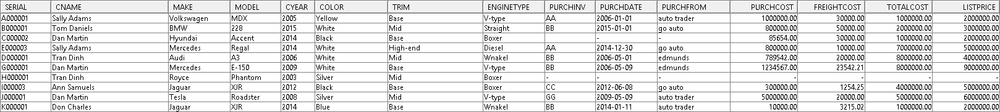 SERIAL CNAME MAKE MODEL CYEAR COLOR TRIM ENGINETYPE PURCHINV PURCHDATE PURCHFROM PURCHCOST FREIGHTCOST TOTALCOST LISTPRICE
A000001 Sally Adams Volkswagen MDX 2005 Yellow Base V-type AA 2006-01-01 auto trader 1000000.00 30000.00 1000000.00 2000000.00
B000001 Tom Daniels BMW 228 2015 White Mid Straight BB 2015-01-01 go auto 800000.00 50000.00 2000000.00 3000000.00
C000002 Dan Martin Hyundai Accent 2014 Black Base Boxer - - 85654.00 30000.00 1000000.00 2000000.00
E000003 Sally Adams Mercedes Regal 2014 White High-end Diesel AA 2014-12-30 go auto 800000.00 10000.00 7000000.00 5000000.00
D000001 Tran Dinh Audi A3 2006 White Mid Wnakel BB 2006-05-01 edmunds 789542.00 20000.00 8000000.00 4000000.00
G000001 Dan Martin Mercedes E-150 2009 White Base V-type BB 2006-05-09 edmunds 1234567.00 23542.21 8000000.00 9000000.00
H000001 Tran Dinh Royce Phantom 2003 Silver Mid Boxer - - - - - - -
I000003 Ann Samuels Jaguar XJR 2012 Black Base Boxer CC 2012-06-08 go auto 300000.00 1254.25 4000000.00 5000000.00
J000001 Dan Martin Tesla Roadster 2008 Silver Mid V-type GG 2009-05-09 auto trader 5000000.00 20000.00 5000000.00 6000000.00
K000001 Don Charles Jaguar XJR 2014 Blue Base Wnakel BB 2014-01-11 auto trader 10000.00 3215.02 1000000.00 2000000.00